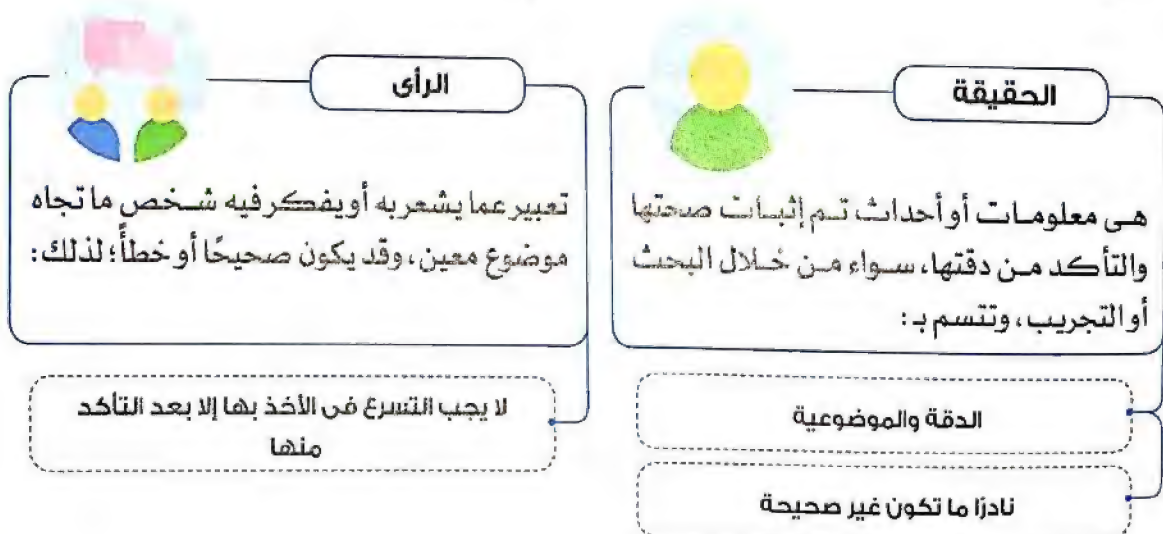 الحقيقة
هى معلومات أو أحداث تم إثبات صحتها
والتأكد من دقتها، سواء من خلال البحث
أو التجريب، وتتسم بـ:
الدقة والموضوعية
نادرًا ما تكون غير صحيحة
الرأى
تعبير عما يشعر به أو يفكر فيه شخص ما تجاه
موضوع معين، وقد يكون صحيحًا أو خطأً؛ لذلك:
لا يجب التسرع فى الأخذ بها إلا بعد التأكد
منها